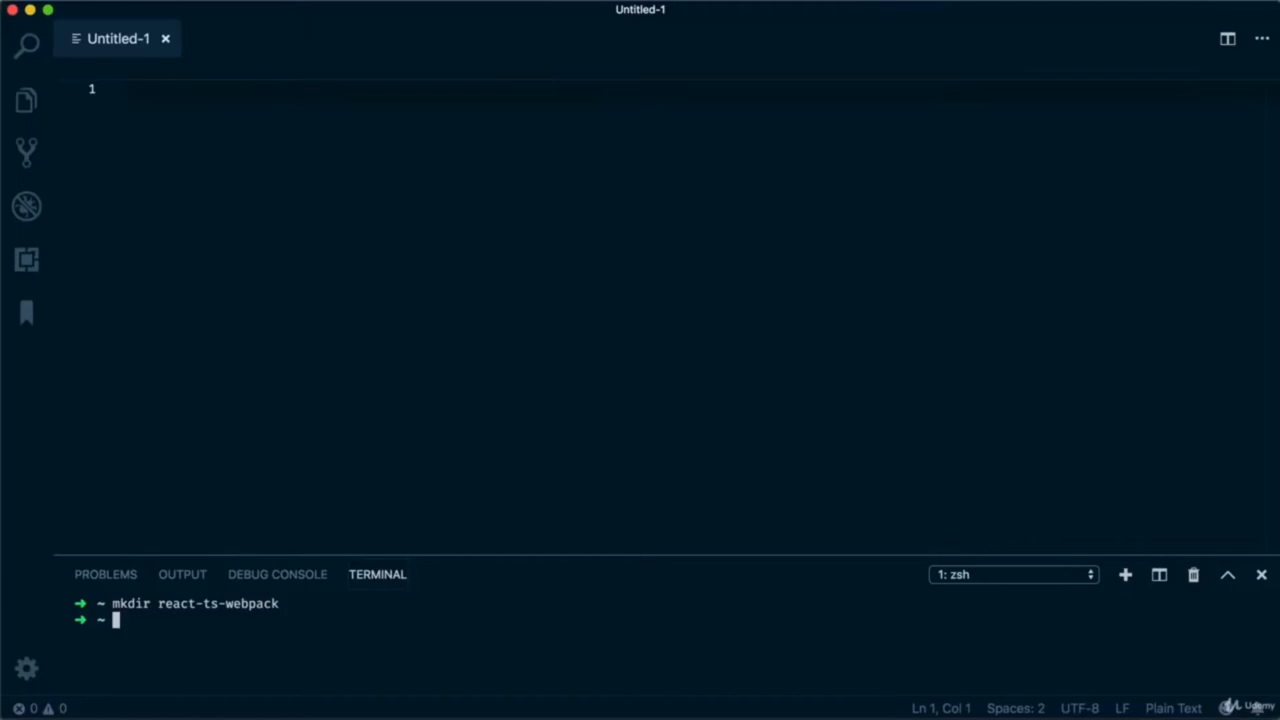 Untitled-1
Untitled-1
1
PROBLEMS OUTPUT DEBUG CONSOLE TERMINAL 1: zsh
➜ ~ mkdir react-ts-webpack
➜ ~
0 0 Ln 1, Col 1 Spaces: 2 UTF-8 LF Plain Text Udemy